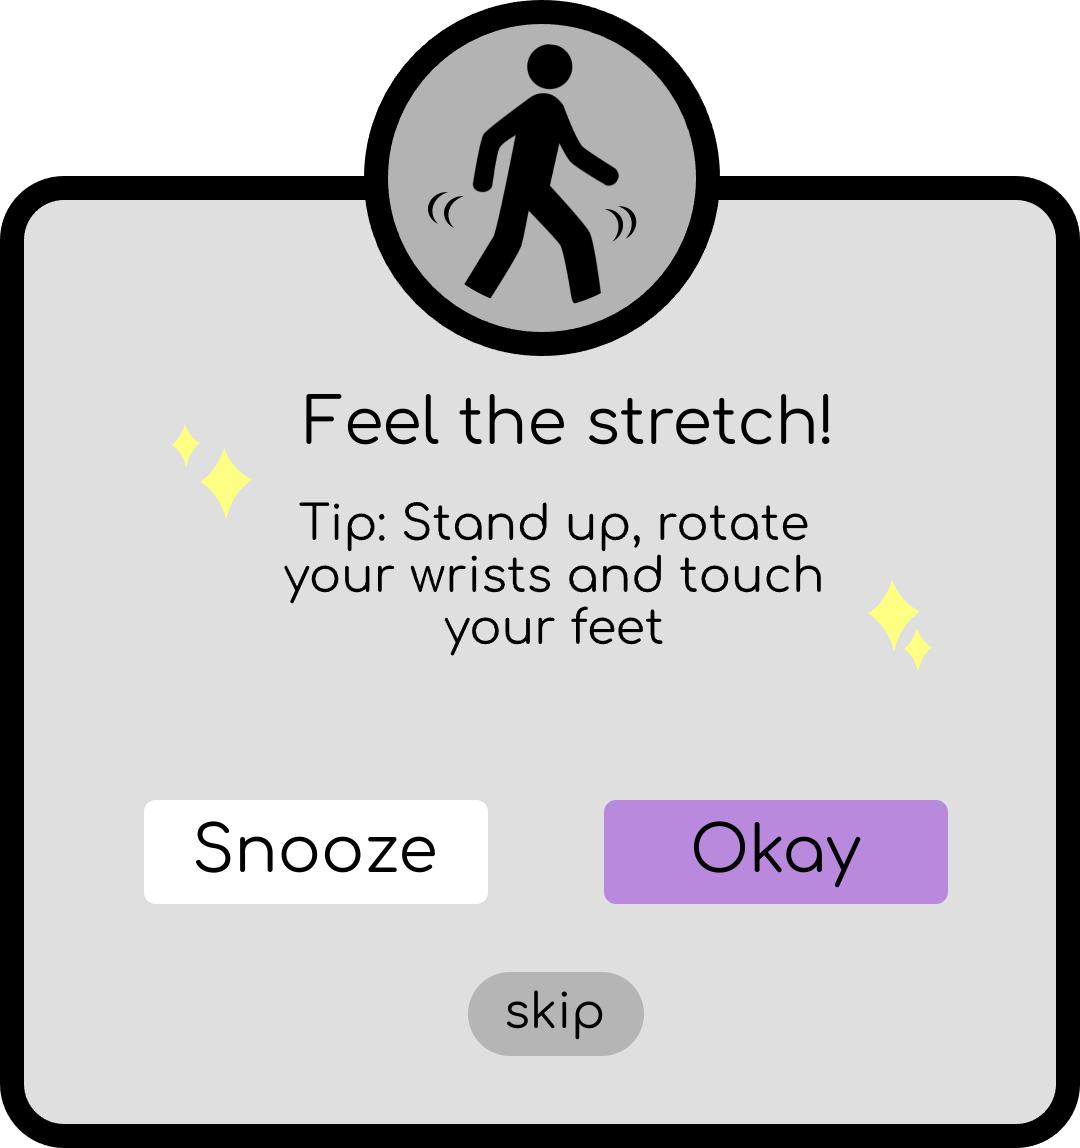 Feel the stretch!
Tip: Stand up, rotate
your wrists and touch
your feet
Snooze
Okay
skip